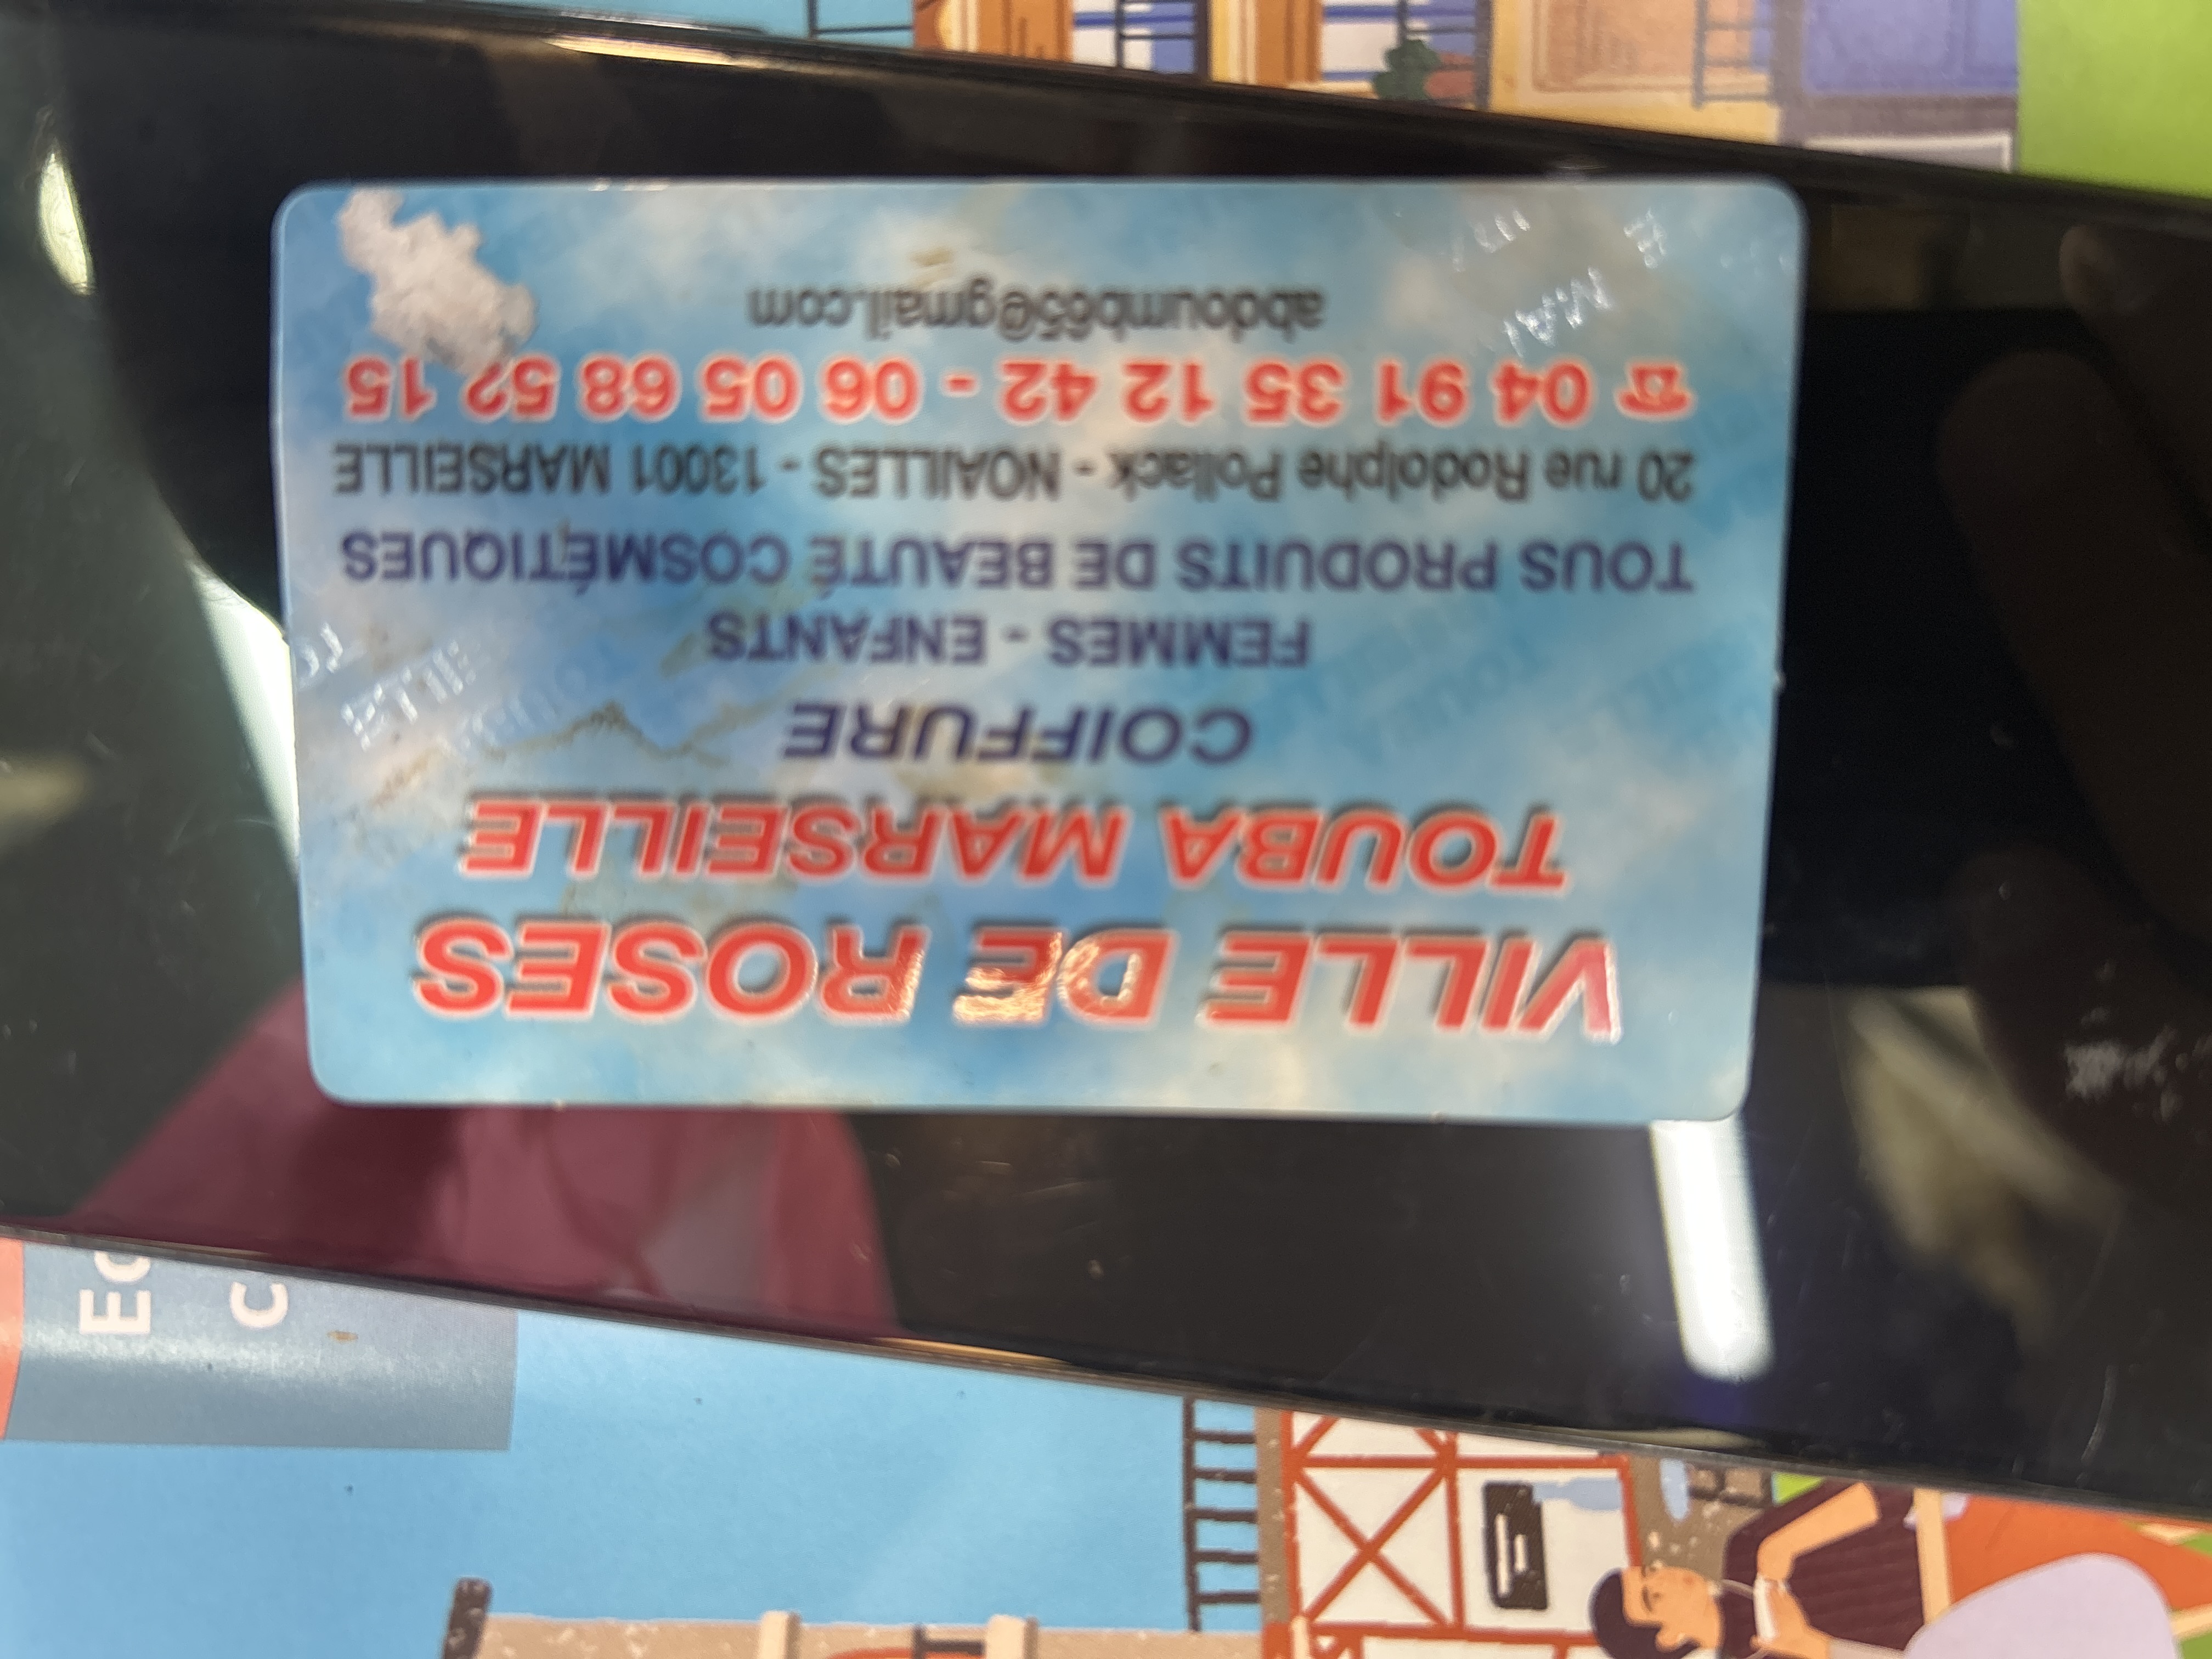 VILLE DE ROSES
TOUBA MARSEILLE
COIFFURE
FEMMES - ENFANTS
TOUS PRODUITS DE BEAUTÉ COSMÉTIQUES
20 rue Rodolphe Pollack - NOAILLES - 13001 MARSEILLE
☎ 04 91 35 12 42 - 06 05 68 52 15
abdoumb65@gmail.com